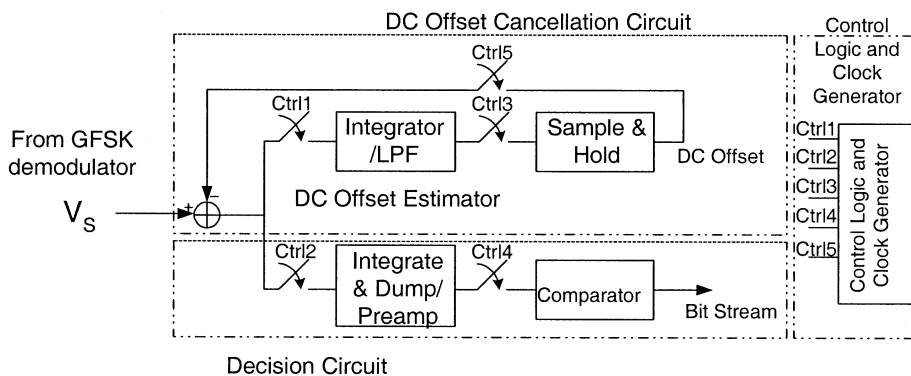 DC Offset Cancellation Circuit
Control
Logic and
Clock
Generator
Ctrl5
Ctrl1
Integrator
/LPF
Ctrl3
Sample &
Hold
DC Offset
From GFSK
demodulator
Vs
+
−
DC Offset Estimator
Ctrl2
Integrate
& Dump/
Preamp
Ctrl4
Comparator
Bit Stream
Decision Circuit
Ctrl1
Ctrl2
Ctrl3
Ctrl4
Ctrl5
Control Logic and
Clock Generator